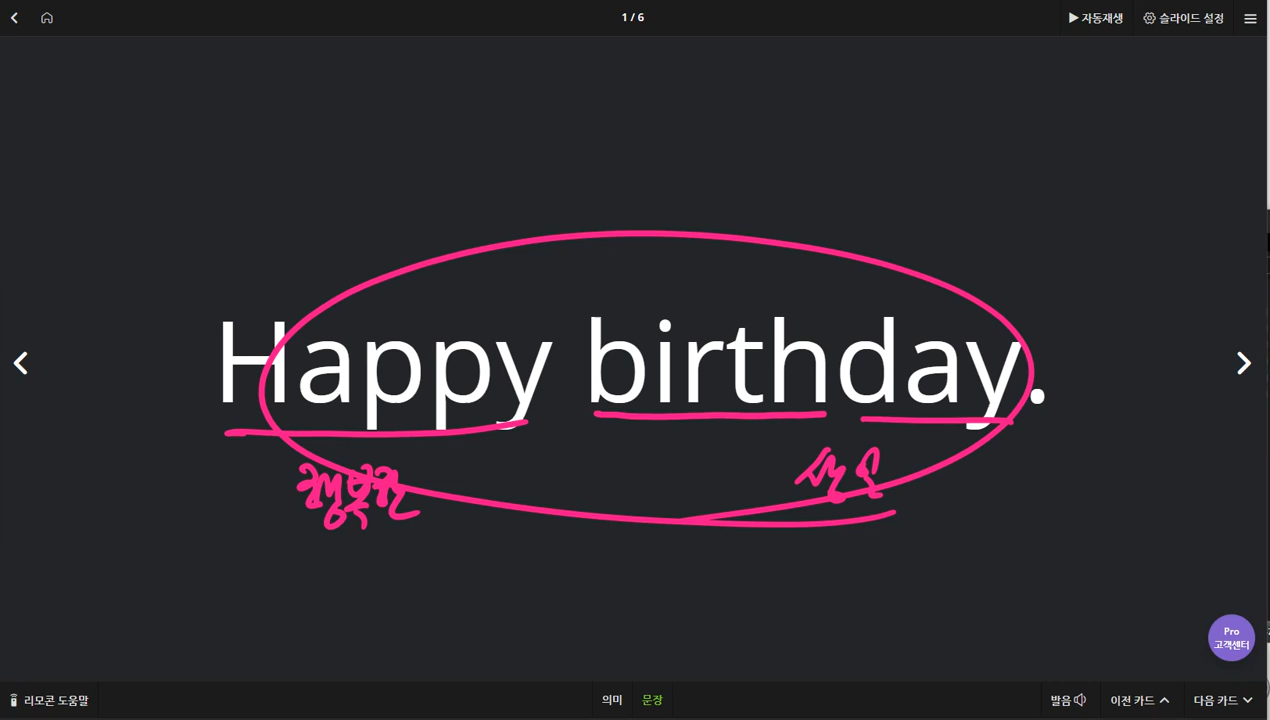 1 / 6
자동재생
슬라이드 설정
Happy birthday.
행복한 생일
Pro
고객센터
리모콘 도움말
의미
문장
발음
이전 카드
다음 카드